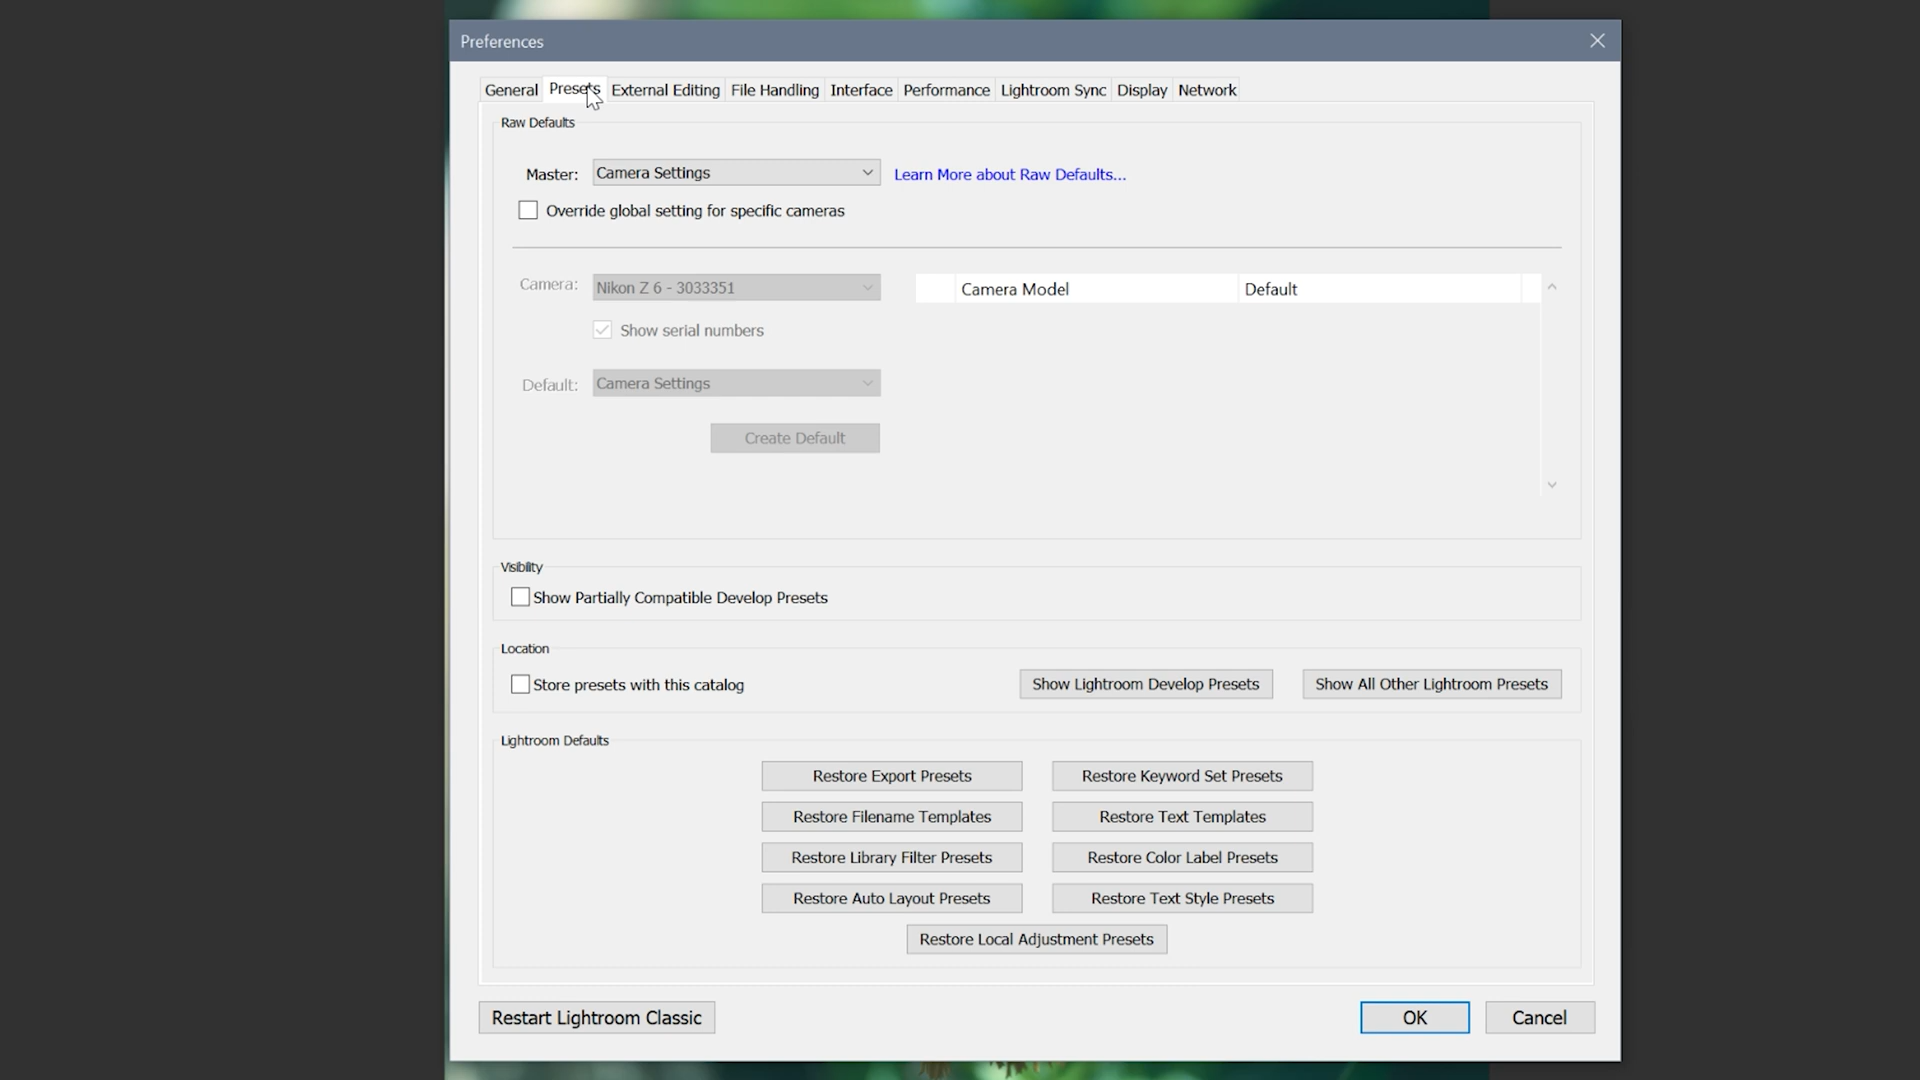 Preferences
General Presets External Editing File Handling Interface Performance Lightroom Sync Display Network
Raw Defaults
Master: Camera Settings Learn More about Raw Defaults...
Override global setting for specific cameras
Camera: Nikon Z 6 - 3033351 Camera Model Default
Show serial numbers
Default: Camera Settings
Create Default
Visibility
Show Partially Compatible Develop Presets
Location
Store presets with this catalog Show Lightroom Develop Presets Show All Other Lightroom Presets
Lightroom Defaults
Restore Export Presets Restore Keyword Set Presets
Restore Filename Templates Restore Text Templates
Restore Library Filter Presets Restore Color Label Presets
Restore Auto Layout Presets Restore Text Style Presets
Restore Local Adjustment Presets
Restart Lightroom Classic OK Cancel